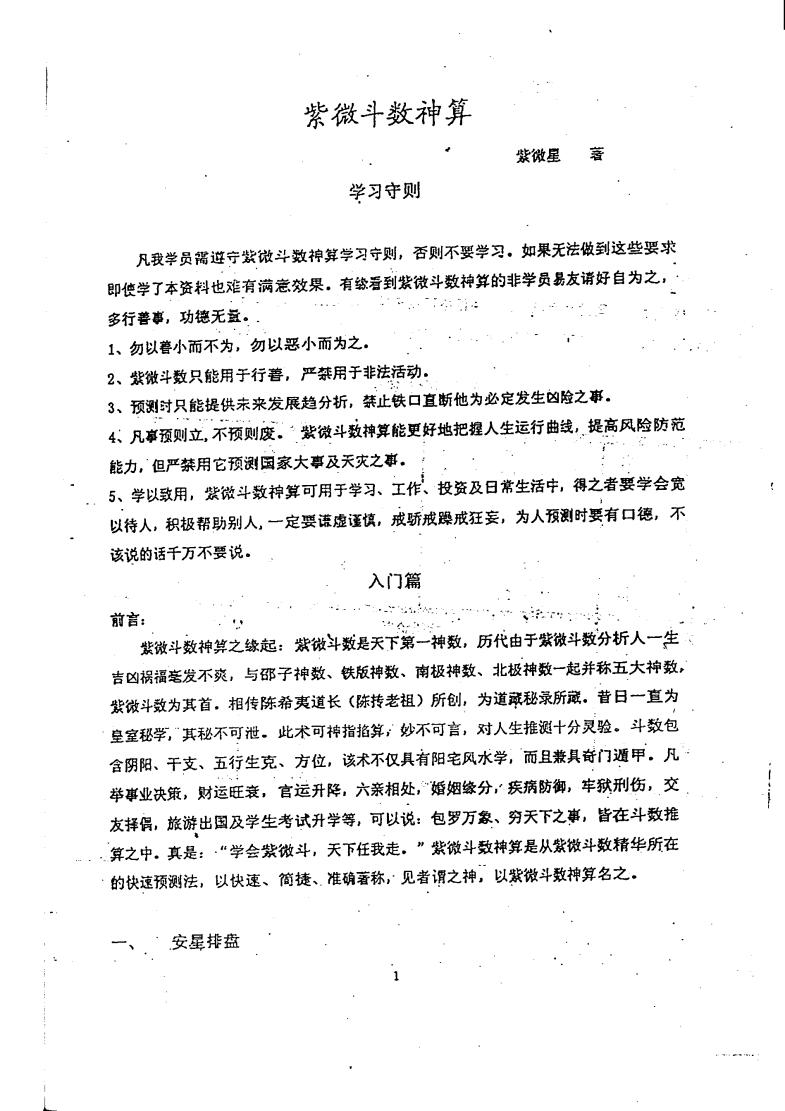 紫微斗数神算
紫微星 著
学习守则
凡我学员需遵守紫微斗数神算学习守则，否则不要学习。如果无法做到这些要求
即使学了本资料也难有满意效果。有缘看到紫微斗数神算的非学员易友请好自为之，
多行善事，功德无量。
1、勿以善小而不为，勿以恶小而为之。
2、紫微斗数只能用于行善，严禁用于非法活动。
3、预测时只能提供未来发展趋分析，禁止铁口直断他为必定发生凶险之事。
4、凡事预则立，不预则废。紫微斗数神算能更好地把握人生运行曲线，提高风险防范
能力，但严禁用它预测国家大事及天灾之事。
5、学以致用，紫微斗数神算可用于学习、工作、投资及日常生活中，得之者要学会宽
以待人，积极帮助别人，一定要谦虚谨慎，戒骄戒躁戒狂妄，为人预测时要有口德，不
该说的话千万不要说。
入门篇
前言：
紫微斗数神算之缘起：紫微斗数是天下第一神数，历代由于紫微斗数分析人一生
吉凶祸福毫发不爽，与邵子神数、铁版神数、南极神数、北极神数一起并称五大神数，
紫微斗数为其首。相传陈希夷道长（陈抟老祖）所创，为道藏秘录所藏。昔日一直为
皇室秘学，其秘不可泄。此术可神指掐算，妙不可言，对人生推测十分灵验。斗数包
含阴阳、干支、五行生克、方位，该术不仅具有阳宅风水学，而且兼具奇门遁甲。凡
举事业决策，财运旺衰，官运升降，六亲相处，婚姻缘分，疾病防御，牢狱刑伤，交
友择偶，旅游出国及学生考试升学等，可以说：包罗万象、穷天下之事，皆在斗数推
算之中。真是：“学会紫微斗，天下任我走。”紫微斗数神算是从紫微斗数精华所在
的快速预测法，以快速、简捷、准确著称，见者谓之神，以紫微斗数神算名之。
一、 安星排盘
1